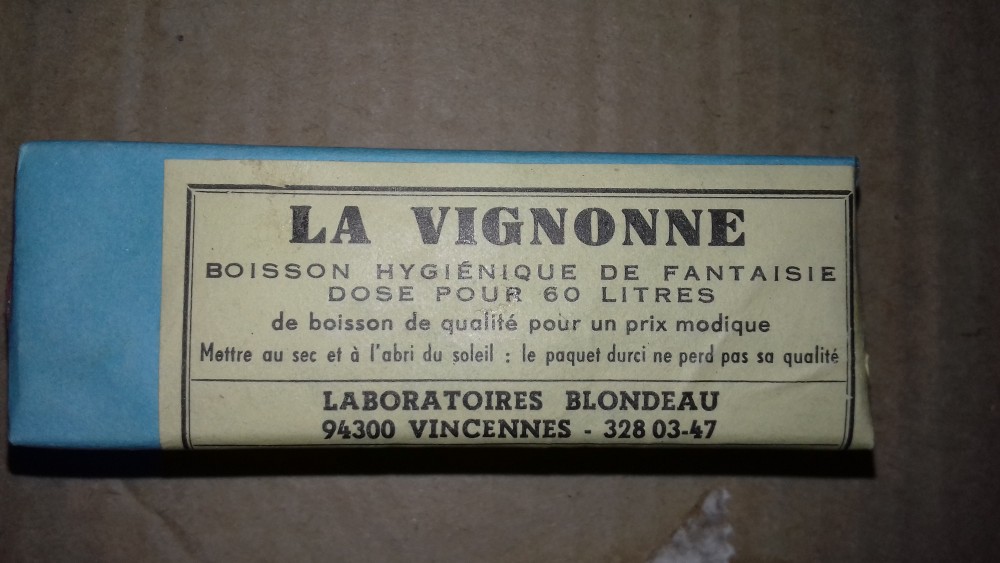 LA VIGNONNE
BOISSON HYGIÉNIQUE DE FANTAISIE
DOSE POUR 60 LITRES
de boisson de qualité pour un prix modique
Mettre au sec et à l'abri du soleil : le paquet durci ne perd pas sa qualité
LABORATOIRES BLONDEAU
94300 VINCENNES - 328 03-47